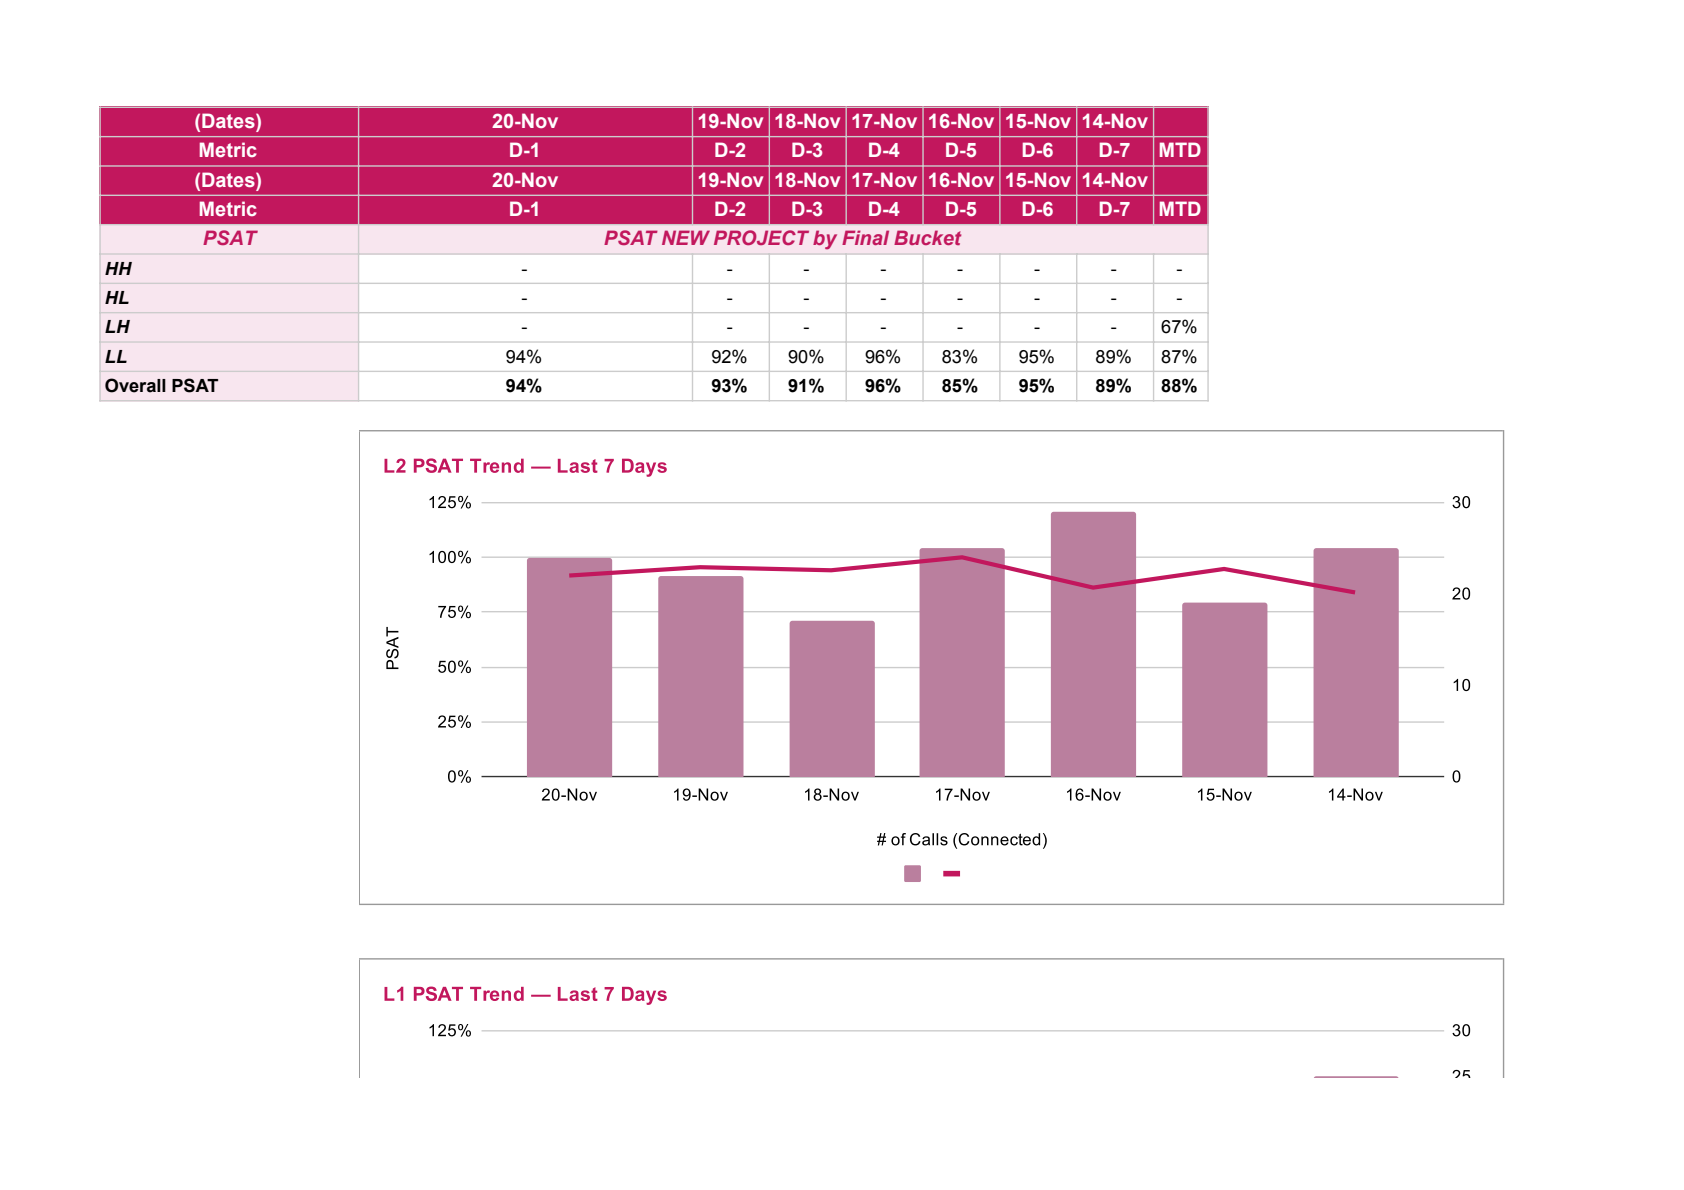 (Dates) 20-Nov 19-Nov 18-Nov 17-Nov 16-Nov 15-Nov 14-Nov
Metric D-1 D-2 D-3 D-4 D-5 D-6 D-7 MTD
(Dates) 20-Nov 19-Nov 18-Nov 17-Nov 16-Nov 15-Nov 14-Nov
Metric D-1 D-2 D-3 D-4 D-5 D-6 D-7 MTD
PSAT PSAT NEW PROJECT by Final Bucket
HH - - - - - - - -
HL - - - - - - - -
LH - - - - - - - 67%
LL 94% 92% 90% 96% 83% 95% 89% 87%
Overall PSAT 94% 93% 91% 96% 85% 95% 89% 88%
L2 PSAT Trend — Last 7 Days
125% 30
100%
20
75%
PSAT
50%
10
25%
0% 0
20-Nov 19-Nov 18-Nov 17-Nov 16-Nov 15-Nov 14-Nov
# of Calls (Connected)
L1 PSAT Trend — Last 7 Days
125% 30
25